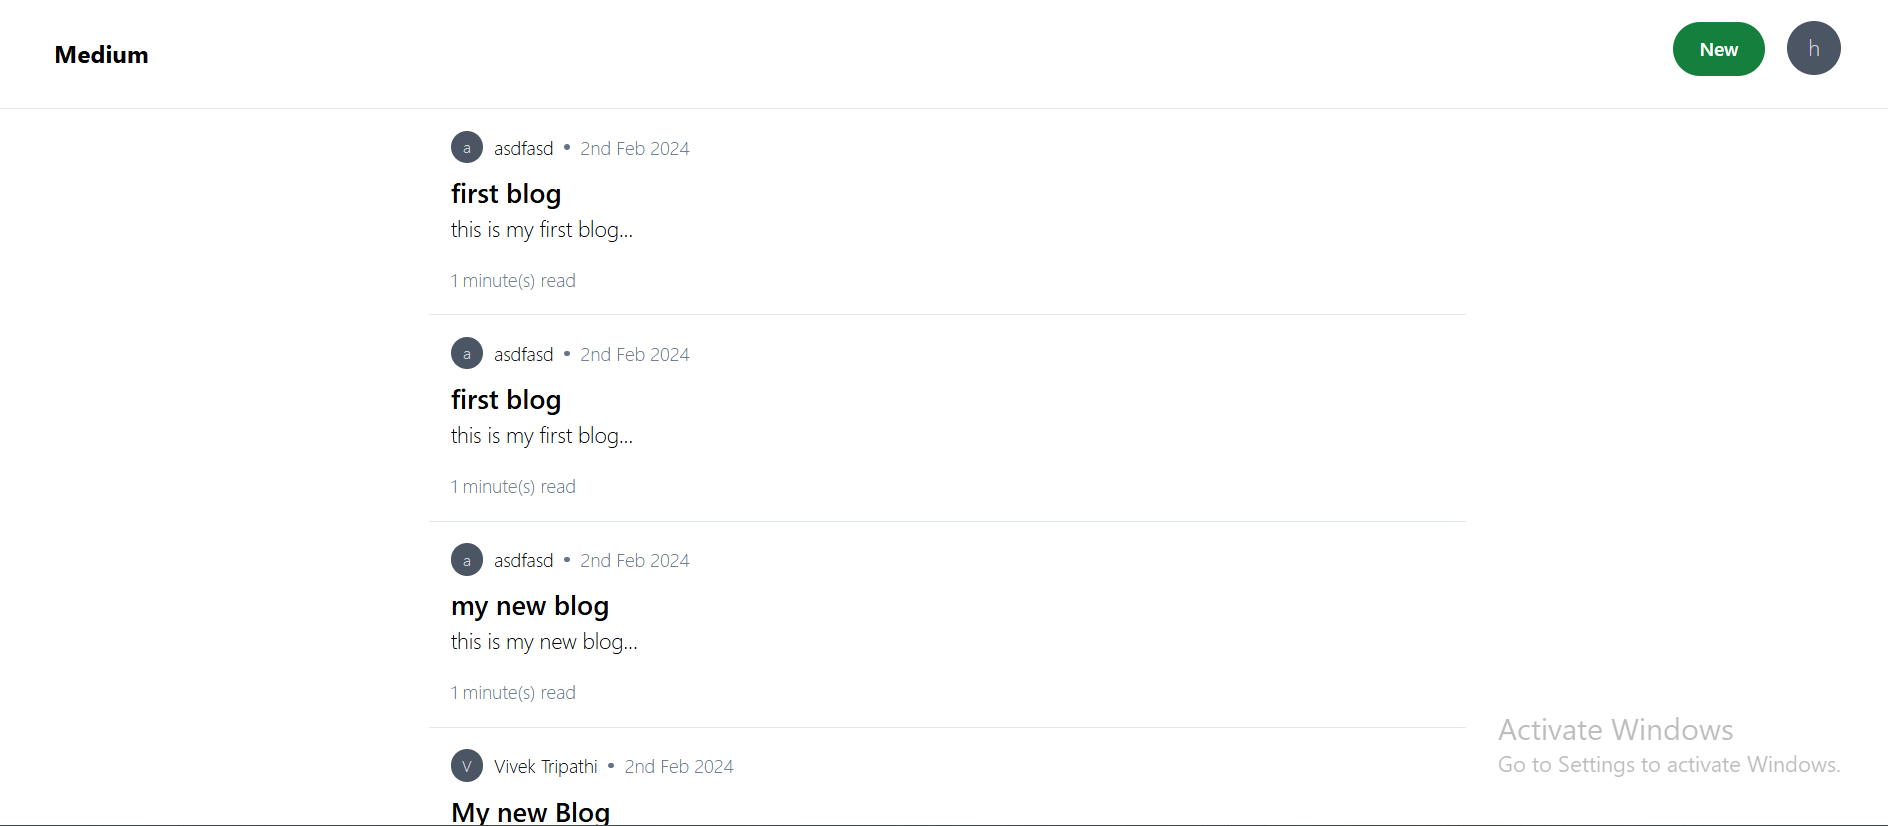 Medium
New
h
a asdfasd • 2nd Feb 2024
first blog
this is my first blog...
1 minute(s) read
a asdfasd • 2nd Feb 2024
first blog
this is my first blog...
1 minute(s) read
a asdfasd • 2nd Feb 2024
my new blog
this is my new blog...
1 minute(s) read
V Vivek Tripathi • 2nd Feb 2024
My new Blog
Activate Windows
Go to Settings to activate Windows.